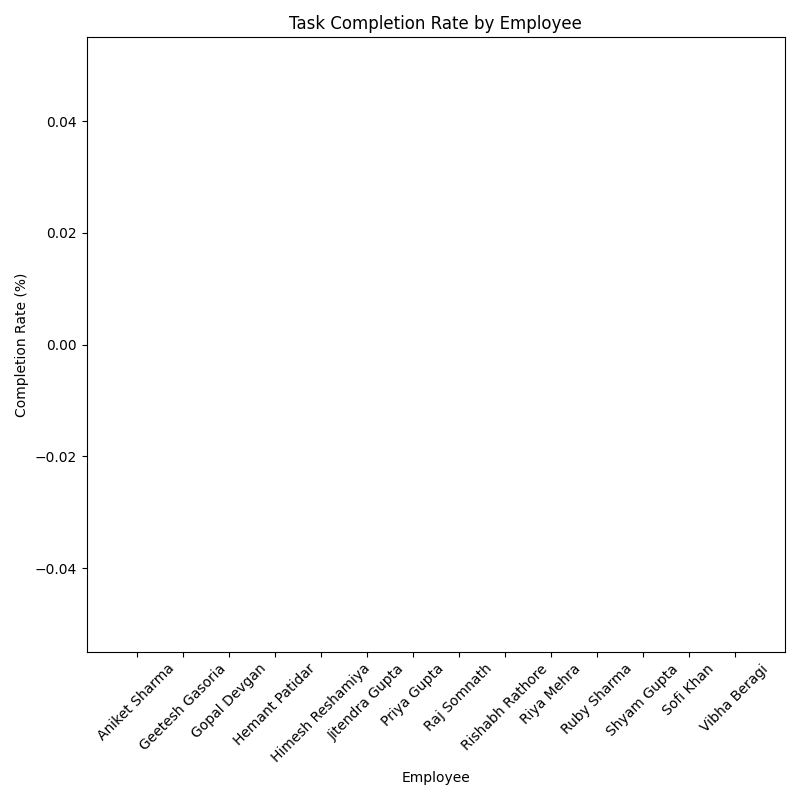 Task Completion Rate by Employee
Completion Rate (%)
0.04
0.02
0.00
−0.02
−0.04
Aniket Sharma
Geetesh Gasoria
Gopal Devgan
Hemant Patidar
Himesh Reshamiya
Jitendra Gupta
Priya Gupta
Raj Somnath
Rishabh Rathore
Riya Mehra
Ruby Sharma
Shyam Gupta
Sofi Khan
Vibha Beragi
Employee